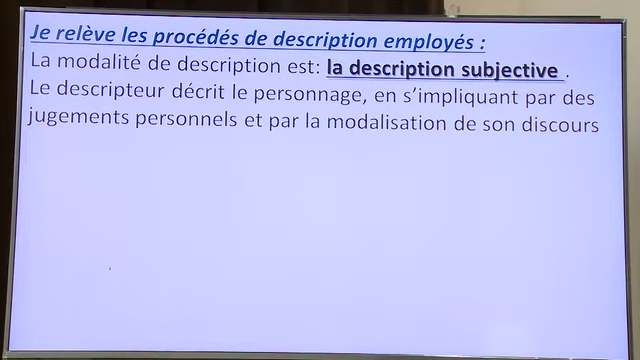 Je relève les procédés de description employés :
La modalité de description est: la description subjective .
Le descripteur décrit le personnage, en s’impliquant par des
jugements personnels et par la modalisation de son discours